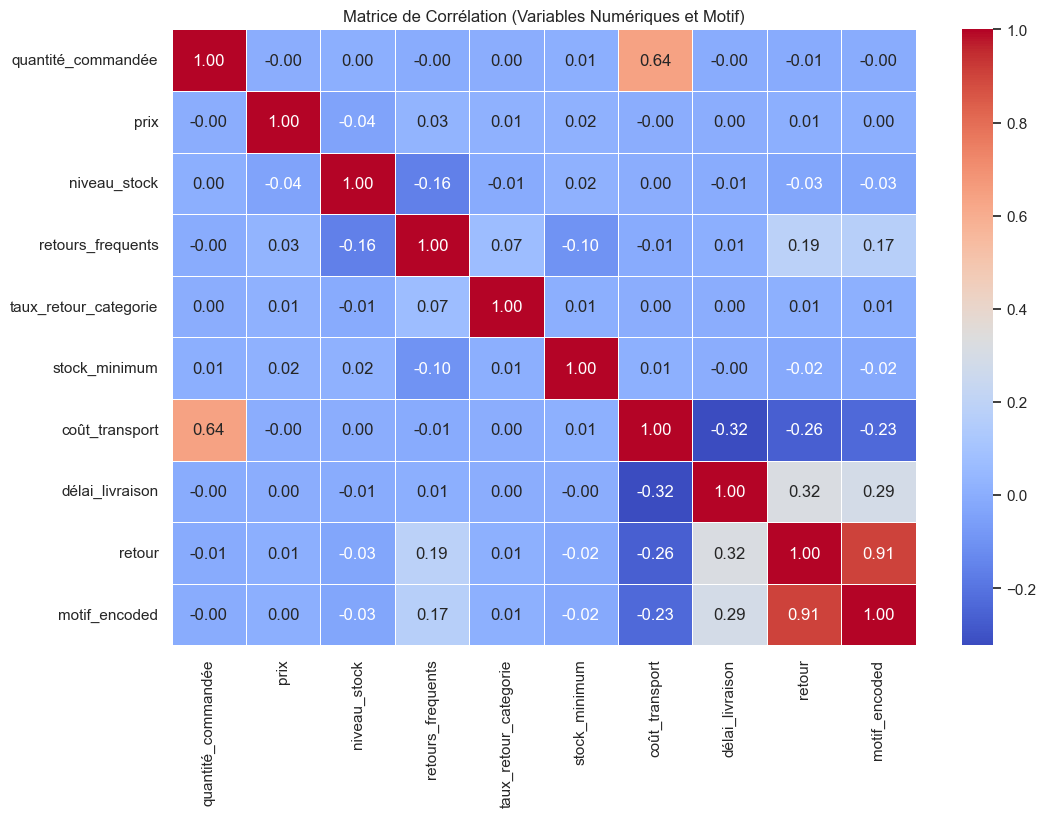 Matrice de Corrélation (Variables Numériques et Motif)
quantité_commandée 1.00 -0.00 0.00 -0.00 0.00 0.01 0.64 -0.00 -0.01 -0.00
prix -0.00 1.00 -0.04 0.03 0.01 0.02 -0.00 0.00 0.01 0.00
niveau_stock 0.00 -0.04 1.00 -0.16 -0.01 0.02 0.00 -0.01 -0.03 -0.03
retours_frequents -0.00 0.03 -0.16 1.00 0.07 -0.10 -0.01 0.01 0.19 0.17
taux_retour_categorie 0.00 0.01 -0.01 0.07 1.00 0.01 0.00 0.00 0.01 0.01
stock_minimum 0.01 0.02 0.02 -0.10 0.01 1.00 0.01 -0.00 -0.02 -0.02
coût_transport 0.64 -0.00 0.00 -0.01 0.00 0.01 1.00 -0.32 -0.26 -0.23
délai_livraison -0.00 0.00 -0.01 0.01 0.00 -0.00 -0.32 1.00 0.32 0.29
retour -0.01 0.01 -0.03 0.19 0.01 -0.02 -0.26 0.32 1.00 0.91
motif_encoded -0.00 0.00 -0.03 0.17 0.01 -0.02 -0.23 0.29 0.91 1.00
quantité_commandée
prix
niveau_stock
retours_frequents
taux_retour_categorie
stock_minimum
coût_transport
délai_livraison
retour
motif_encoded
1.0
0.8
0.6
0.4
0.2
0.0
−0.2